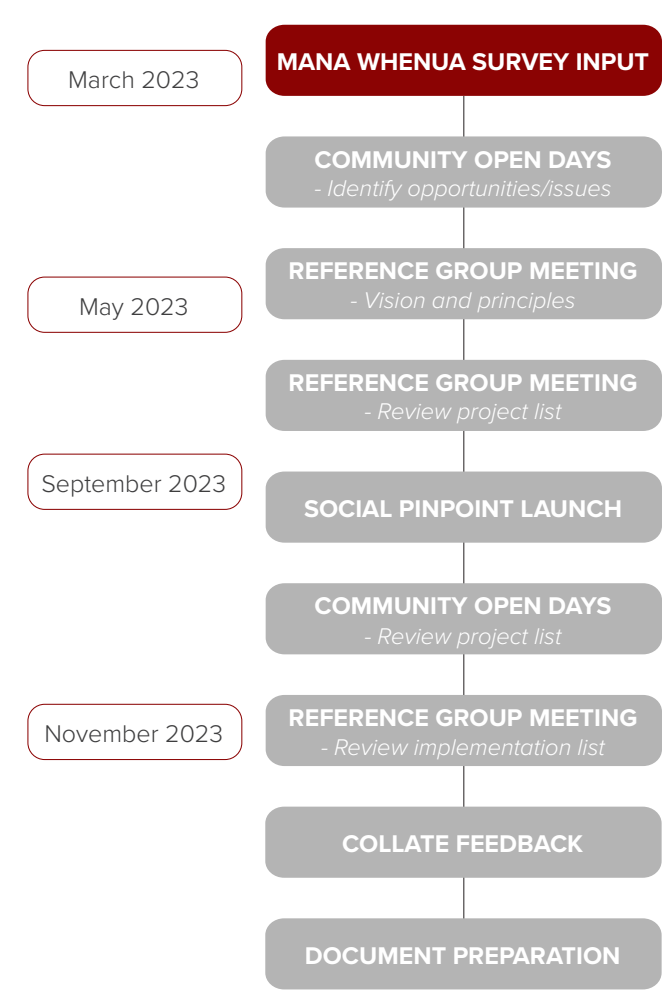 March 2023
MANA WHENUA SURVEY INPUT
COMMUNITY OPEN DAYS
- Identify opportunities/issues
May 2023
REFERENCE GROUP MEETING
- Vision and principles
REFERENCE GROUP MEETING
- Review project list
September 2023
SOCIAL PINPOINT LAUNCH
COMMUNITY OPEN DAYS
- Review project list
November 2023
REFERENCE GROUP MEETING
- Review implementation list
COLLATE FEEDBACK
DOCUMENT PREPARATION